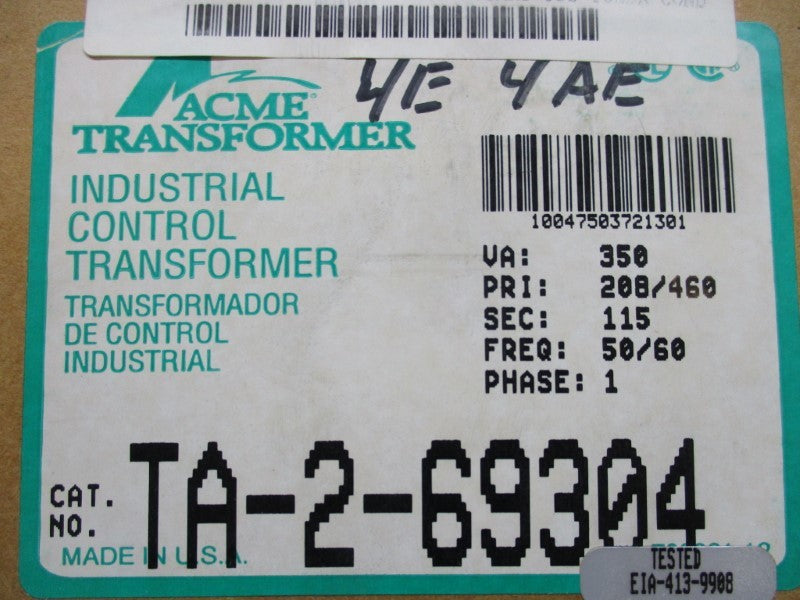 4E 4AE
ACME
TRANSFORMER
INDUSTRIAL
CONTROL
TRANSFORMER
TRANSFORMADOR
DE CONTROL
INDUSTRIAL
10047503721301
VA: 350
PRI: 208/460
SEC: 115
FREQ: 50/60
PHASE: 1
CAT.
NO. TA-2-69304
MADE IN U.S.A.
TESTED
EIA-413-9908